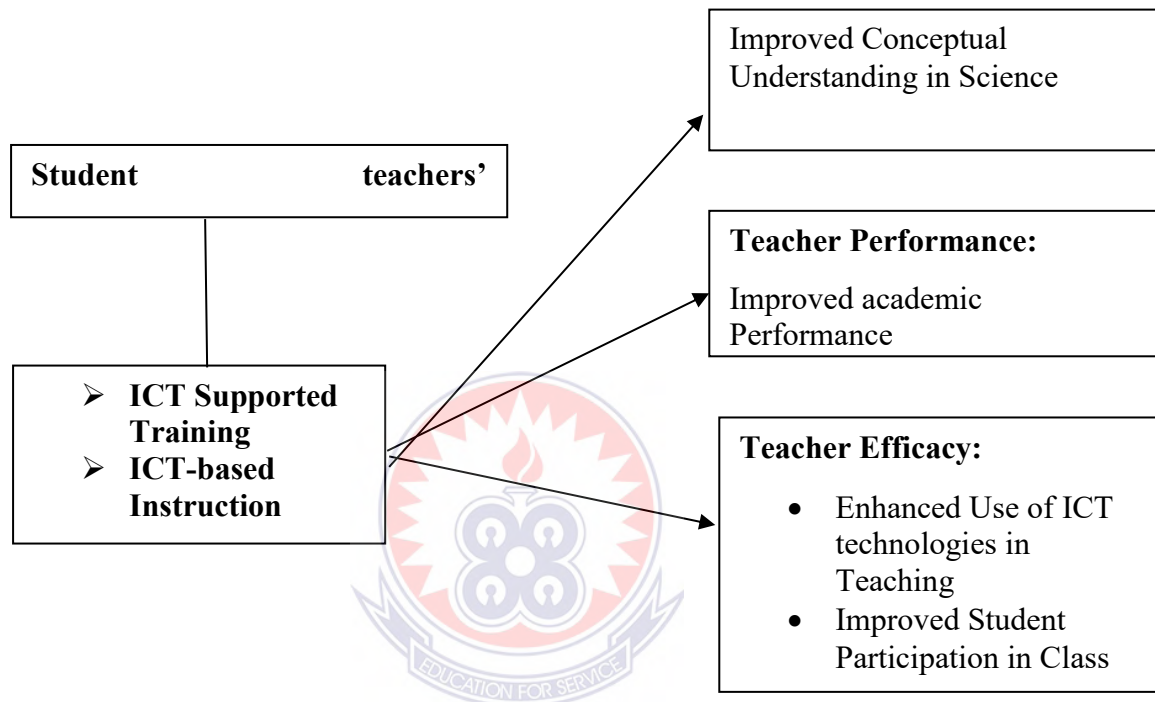 Improved Conceptual
Understanding in Science
Student teachers’
Teacher Performance:
Improved academic
Performance
➢ ICT Supported
Training
➢ ICT-based
Instruction
Teacher Efficacy:
• Enhanced Use of ICT
technologies in
Teaching
• Improved Student
Participation in Class
EDUCATION FOR SERVICE